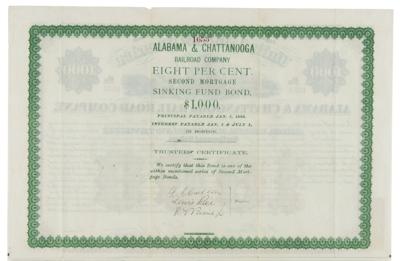 1655
ALABAMA & CHATTANOOGA
RAILROAD COMPANY
EIGHT PER CENT.
SECOND MORTGAGE
SINKING FUND BOND,
$1,000.
PRINCIPAL PAYABLE JAN. 1,
INTEREST PAYABLE JAN. 1 & JULY 1,
IN BOSTON.
TRUSTEES' CERTIFICATE.
We certify that this Bond is one of the
within mentioned series of Second Mort-
gage Bonds.